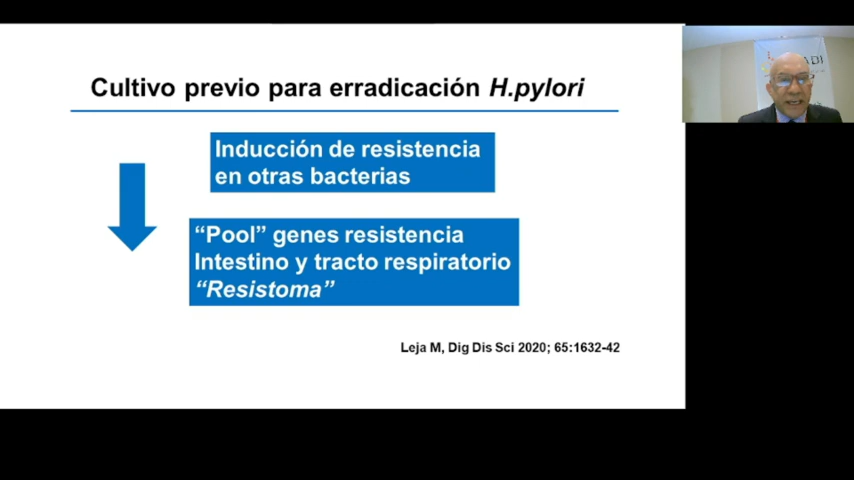 Cultivo previo para erradicación H.pylori
Inducción de resistencia
en otras bacterias
“Pool” genes resistencia
Intestino y tracto respiratorio
“Resistoma”
Leja M, Dig Dis Sci 2020; 65:1632-42